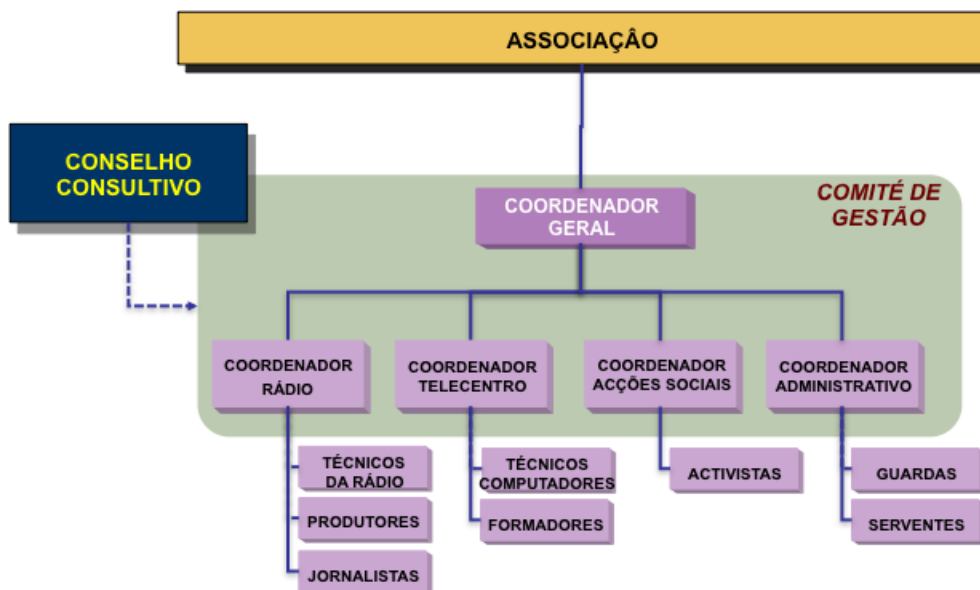 ASSOCIAÇÂO
CONSELHO
CONSULTIVO
COMITÉ DE
GESTÃO
COORDENADOR
GERAL
COORDENADOR
RÁDIO
COORDENADOR
TELECENTRO
COORDENADOR
ACÇÕES SOCIAIS
COORDENADOR
ADMINISTRATIVO
TÉCNICOS
DA RÁDIO
TÉCNICOS
COMPUTADORES
ACTIVISTAS
GUARDAS
PRODUTORES
FORMADORES
SERVENTES
JORNALISTAS